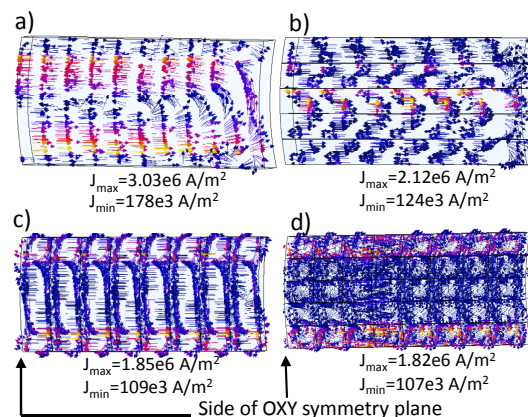 a)
b)
Jmax=3.03e6 A/m²
Jmin=178e3 A/m²
Jmax=2.12e6 A/m²
Jmin=124e3 A/m²
c)
d)
Jmax=1.85e6 A/m²
Jmin=109e3 A/m²
Jmax=1.82e6 A/m²
Jmin=107e3 A/m²
Side of OXY symmetry plane